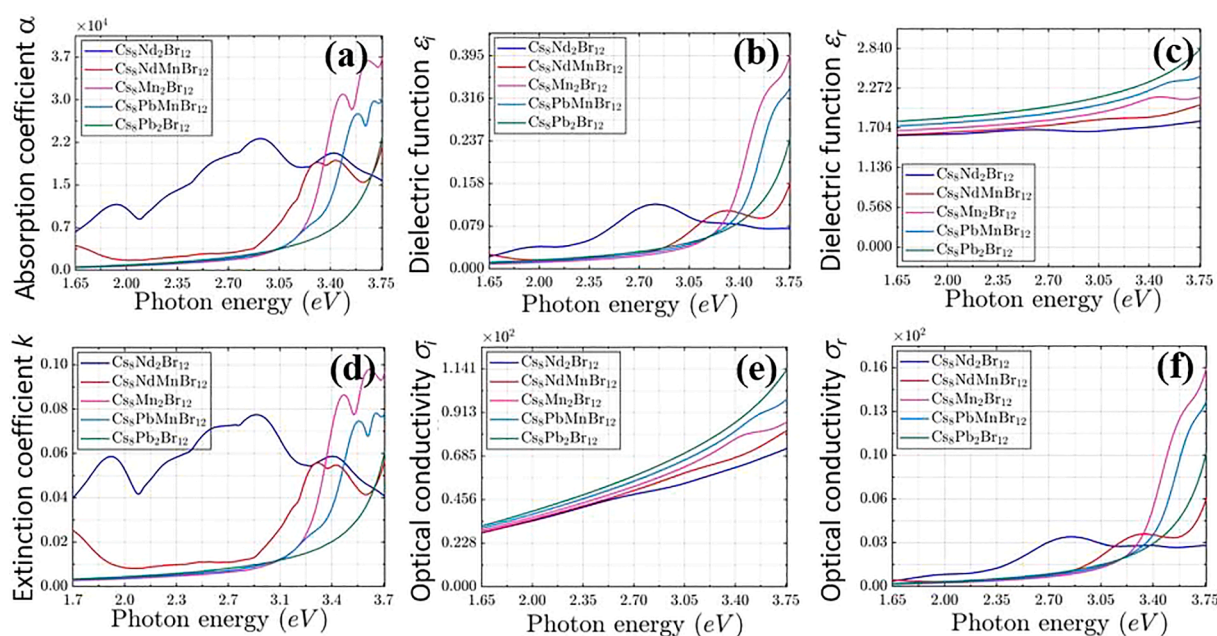 ×10⁴
3.7
3.0
2.2
1.5
0.7
0.0
1.65 2.00 2.35 2.70 3.05 3.40 3.75
Absorption coefficient α
Photon energy (eV)
Cs₈Nd₂Br₁₂
Cs₈NdMnBr₁₂
Cs₈Mn₂Br₁₂
Cs₈PbMnBr₁₂
Cs₈Pb₂Br₁₂
(a)
0.395
0.316
0.237
0.158
0.079
0.000
1.65 2.00 2.35 2.70 3.05 3.40 3.75
Dielectric function εᵢ
Photon energy (eV)
Cs₈Nd₂Br₁₂
Cs₈NdMnBr₁₂
Cs₈Mn₂Br₁₂
Cs₈PbMnBr₁₂
Cs₈Pb₂Br₁₂
(b)
2.840
2.272
1.704
1.136
0.568
0.000
1.65 2.00 2.35 2.70 3.05 3.40 3.75
Dielectric function εᵣ
Photon energy (eV)
Cs₈Nd₂Br₁₂
Cs₈NdMnBr₁₂
Cs₈Mn₂Br₁₂
Cs₈PbMnBr₁₂
Cs₈Pb₂Br₁₂
(c)
0.10
0.08
0.06
0.04
0.02
0.00
1.7 2.0 2.3 2.7 3.1 3.4 3.7
Extinction coefficient k
Photon energy (eV)
Cs₈Nd₂Br₁₂
Cs₈NdMnBr₁₂
Cs₈Mn₂Br₁₂
Cs₈PbMnBr₁₂
Cs₈Pb₂Br₁₂
(d)
×10²
1.141
0.913
0.685
0.456
0.228
0.000
1.65 2.00 2.35 2.70 3.05 3.40 3.75
Optical conductivity σᵢ
Photon energy (eV)
Cs₈Nd₂Br₁₂
Cs₈NdMnBr₁₂
Cs₈Mn₂Br₁₂
Cs₈PbMnBr₁₂
Cs₈Pb₂Br₁₂
(e)
×10²
0.16
0.13
0.10
0.06
0.03
0.00
1.65 2.00 2.35 2.70 3.05 3.40 3.75
Optical conductivity σᵣ
Photon energy (eV)
Cs₈Nd₂Br₁₂
Cs₈NdMnBr₁₂
Cs₈Mn₂Br₁₂
Cs₈PbMnBr₁₂
Cs₈Pb₂Br₁₂
(f)